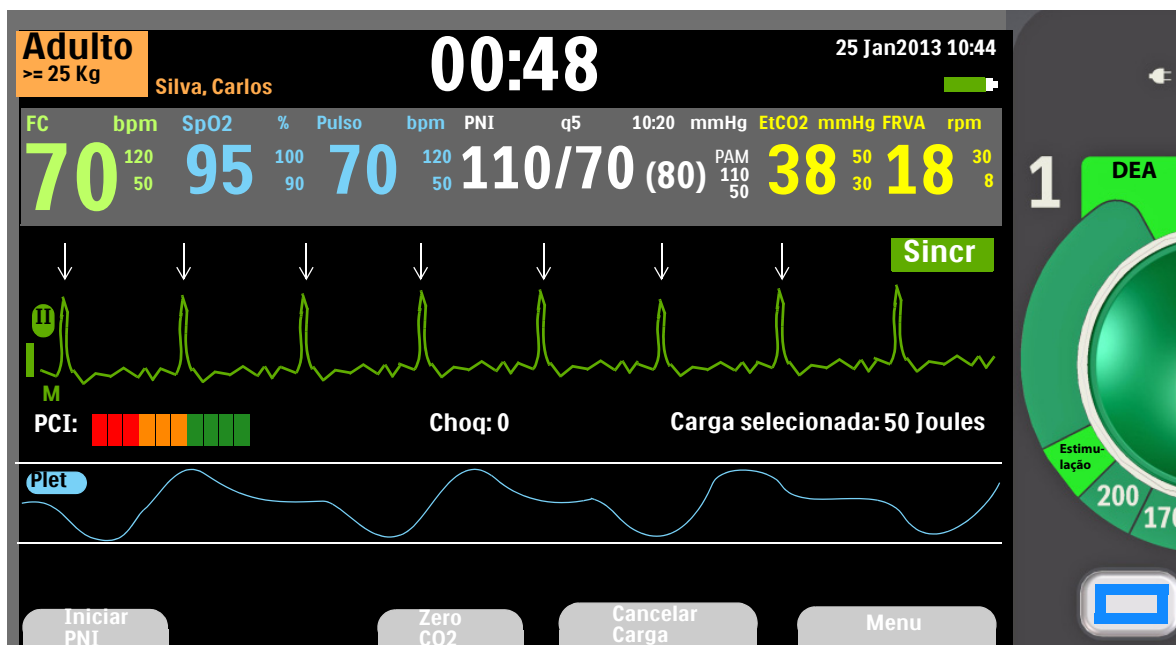 Adulto
>= 25 Kg
Silva, Carlos
00:48
25 Jan2013 10:44
FC bpm SpO2 % Pulso bpm PNI q5 10:20 mmHg EtCO2 mmHg FRVA rpm
70 120 50 95 100 90 70 120 50 110/70 (80) PAM 110 50 38 50 30 18 30 8
1
DEA
Sincr
II
M
PCI: Choq: 0 Carga selecionada: 50 Joules
Plet
Estimu-
lação
200
170
Iniciar
PNI
Zero
CO2
Cancelar
Carga
Menu